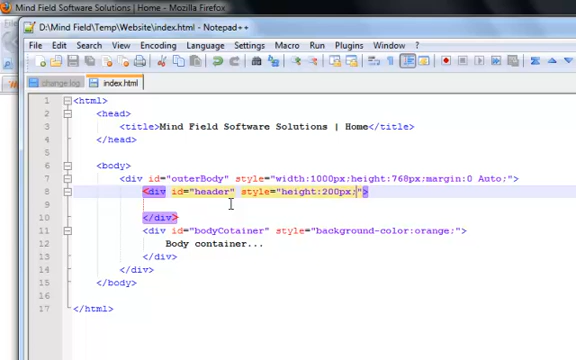 Mind Field Software Solutions | Home - Mozilla Firefox
D:\Mind Field\Temp\Website\index.html - Notepad++
File Edit Search View Encoding Language Settings Macro Run Plugins Window ?
change.log index.html
1 <html>
2 <head>
3 <title>Mind Field Software Solutions | Home</title>
4 </head>
5
6 <body>
7 <div id="outerBody" style="width:1000px;height:768px;margin:0 Auto;">
8 <div id="header" style="height:200px;">
9
10 </div>
11 <div id="bodyCotainer" style="background-color:orange;">
12 Body container...
13 </div>
14 </div>
15 </body>
16
17 </html>